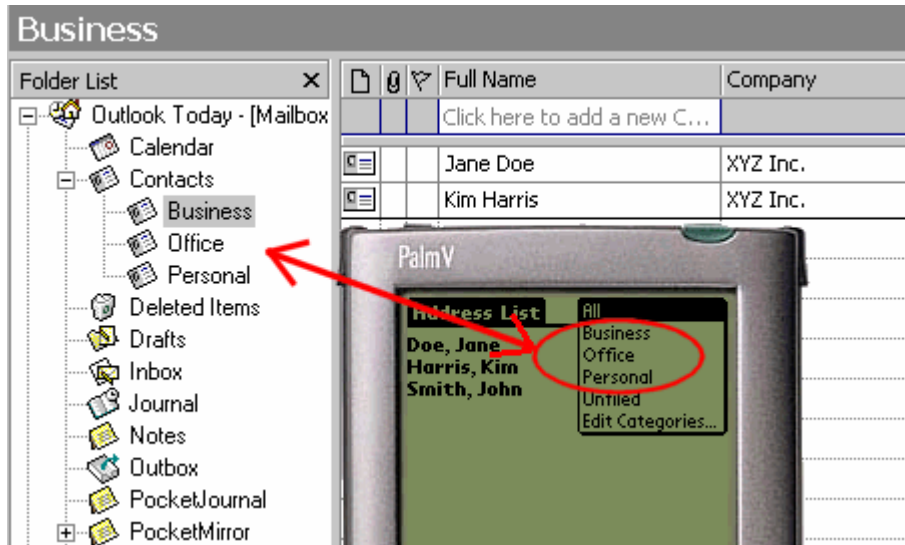 Business
Folder List
Full Name
Company
Outlook Today - [Mailbox
Click here to add a new C...
Calendar
Contacts
Jane Doe
XYZ Inc.
Business
Kim Harris
XYZ Inc.
Office
Personal
Deleted Items
Drafts
Inbox
Journal
Notes
Outbox
PocketJournal
PocketMirror
PalmV
Address List
All
Doe, Jane
Business
Harris, Kim
Office
Smith, John
Personal
Unfiled
Edit Categories...